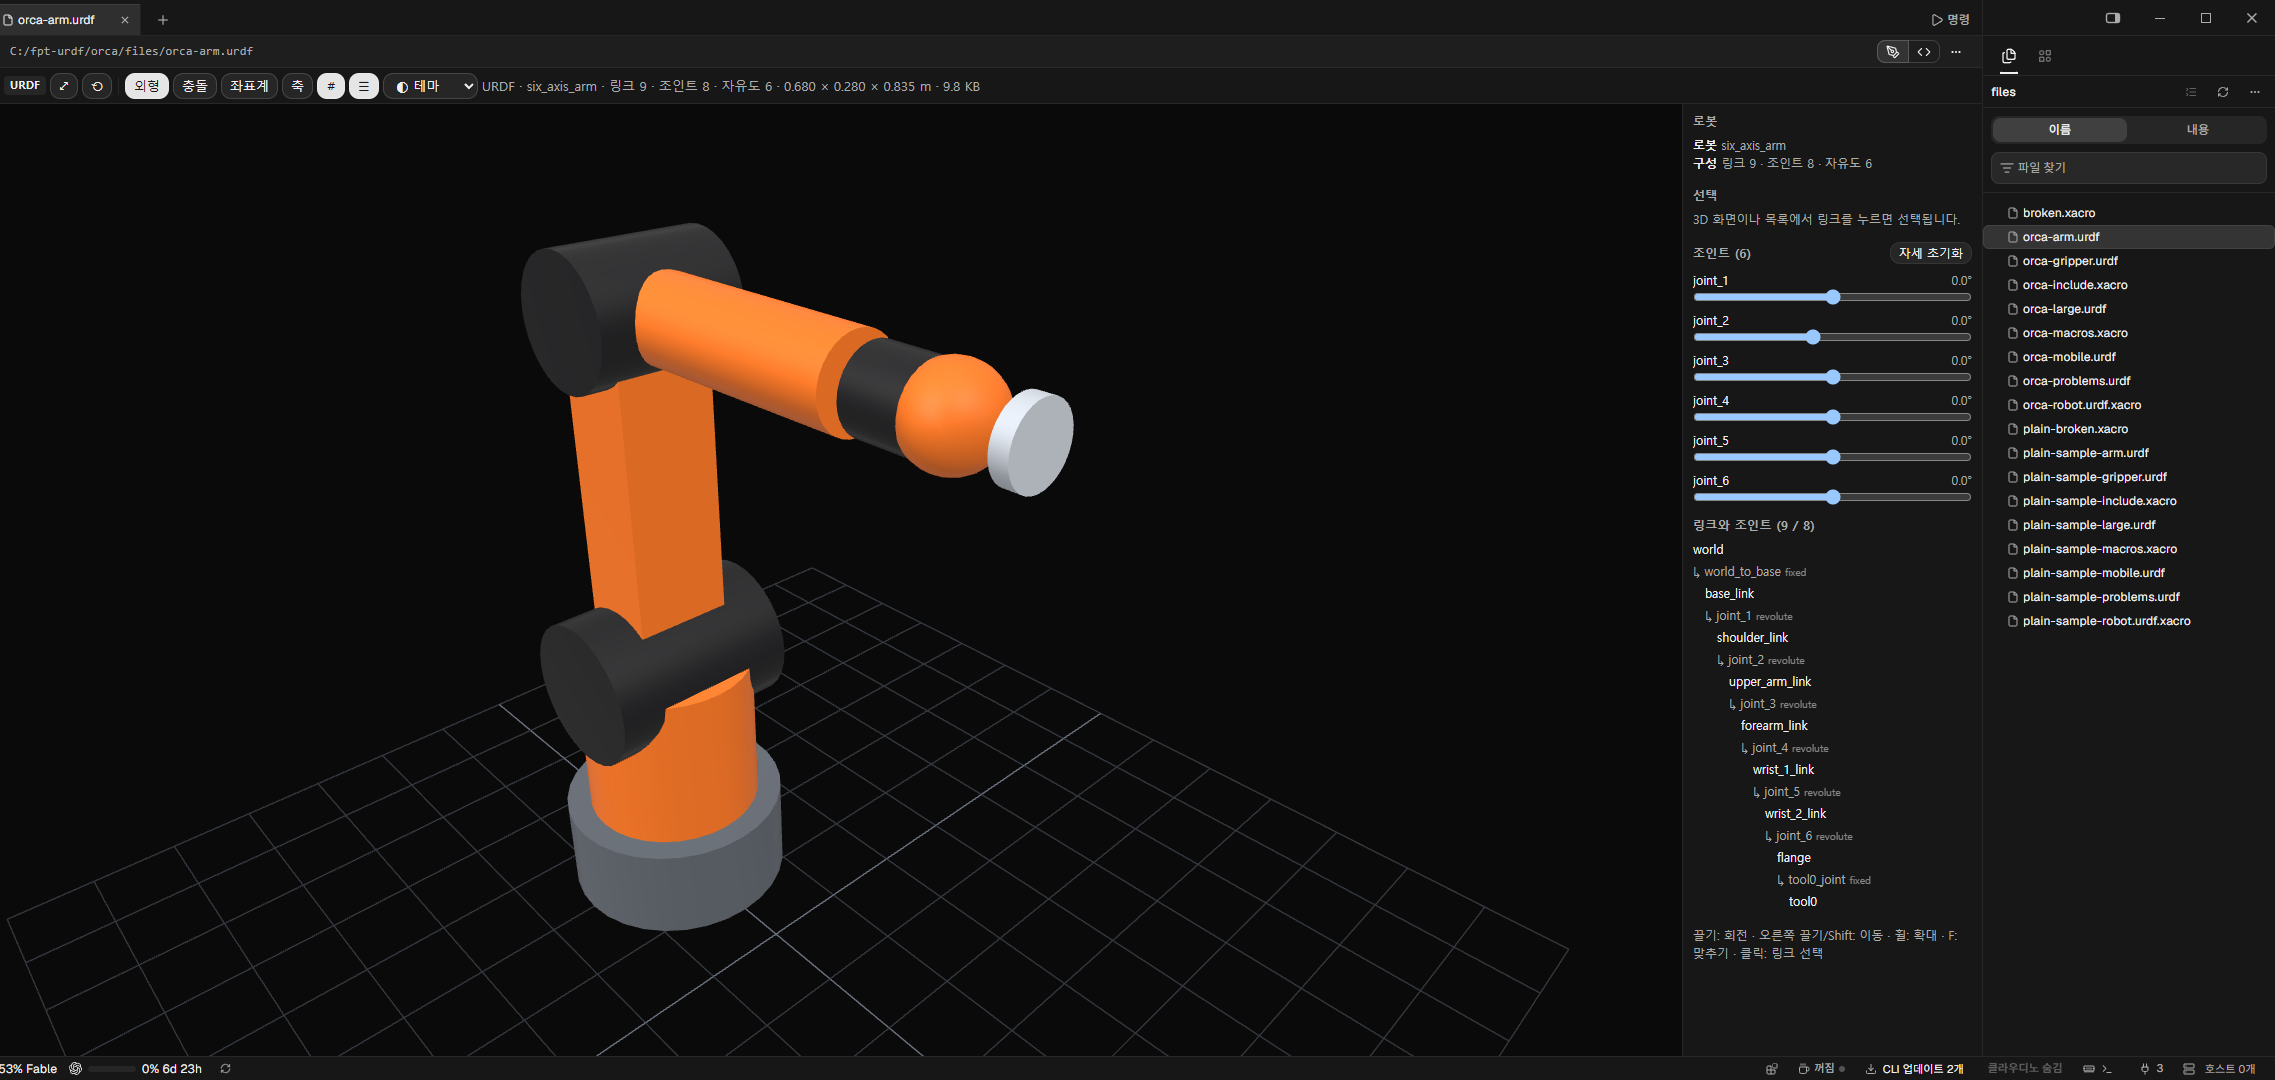 orca-arm.urdf
명령
C:/fpt-urdf/orca/files/orca-arm.urdf
URDF
외형
충돌
좌표계
축
#
테마
URDF · six_axis_arm · 링크 9 · 조인트 8 · 자유도 6 · 0.680 × 0.280 × 0.835 m · 9.8 KB
로봇
로봇 six_axis_arm
구성 링크 9 · 조인트 8 · 자유도 6
선택
3D 화면이나 목록에서 링크를 누르면 선택됩니다.
조인트 (6)
자세 초기화
joint_1 0.0°
joint_2 0.0°
joint_3 0.0°
joint_4 0.0°
joint_5 0.0°
joint_6 0.0°
링크와 조인트 (9 / 8)
world
↳ world_to_base fixed
base_link
↳ joint_1 revolute
shoulder_link
↳ joint_2 revolute
upper_arm_link
↳ joint_3 revolute
forearm_link
↳ joint_4 revolute
wrist_1_link
↳ joint_5 revolute
wrist_2_link
↳ joint_6 revolute
flange
↳ tool0_joint fixed
tool0
끌기: 회전 · 오른쪽 끌기/Shift: 이동 · 휠: 확대 · F:
맞추기 · 클릭: 링크 선택
files
이름
내용
파일 찾기
broken.xacro
orca-arm.urdf
orca-gripper.urdf
orca-include.xacro
orca-large.urdf
orca-macros.xacro
orca-mobile.urdf
orca-problems.urdf
orca-robot.urdf.xacro
plain-broken.xacro
plain-sample-arm.urdf
plain-sample-gripper.urdf
plain-sample-include.xacro
plain-sample-large.urdf
plain-sample-macros.xacro
plain-sample-mobile.urdf
plain-sample-problems.urdf
plain-sample-robot.urdf.xacro
53% Fable
0% 6d 23h
꺼짐
CLI 업데이트 2개
클라우디노 숨김
3
호스트 0개